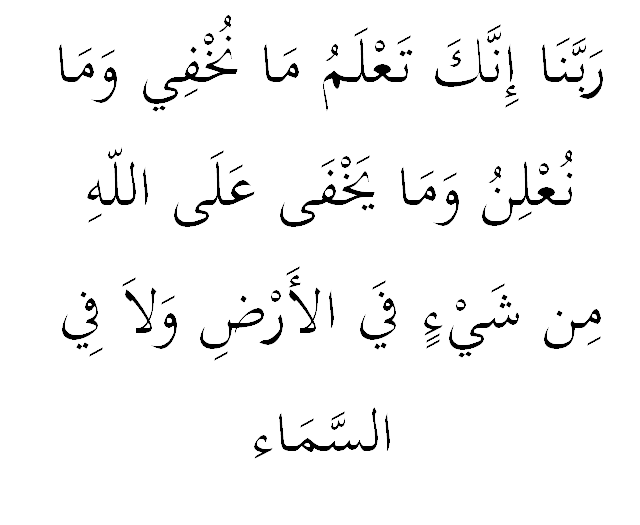 رَبَّنَا إِنَّكَ تَعْلَمُ مَا نُخْفِي وَمَا
نُعْلِنُ وَمَا يَخْفَى عَلَى اللّهِ
مِن شَيْءٍ فَي الأَرْضِ وَلاَ فِي
السَّمَاء